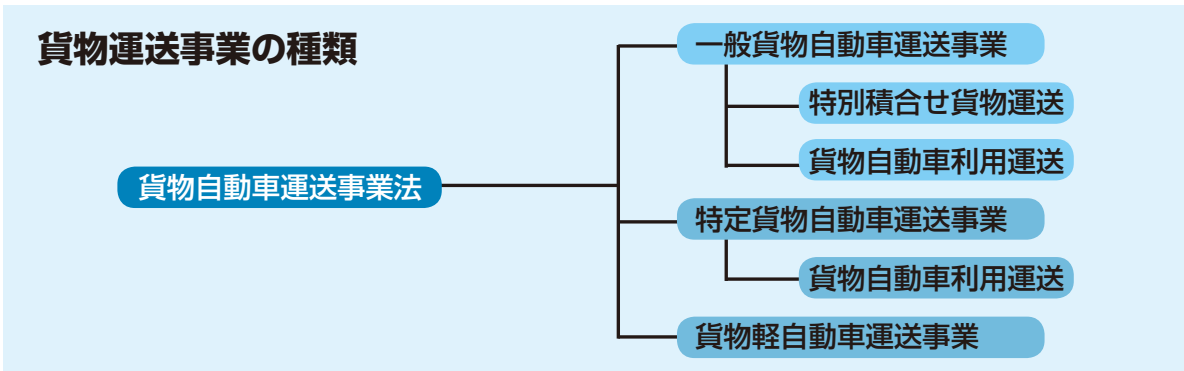 貨物運送事業の種類
貨物自動車運送事業法
一般貨物自動車運送事業
特別積合せ貨物運送
貨物自動車利用運送
特定貨物自動車運送事業
貨物自動車利用運送
貨物軽自動車運送事業